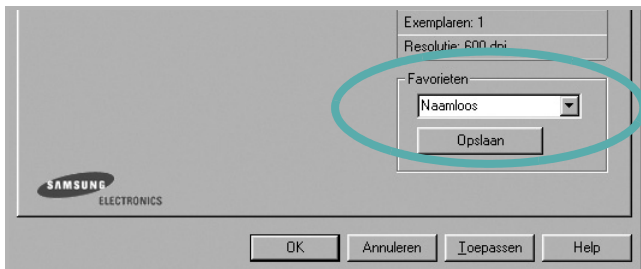 Exemplaren: 1
Resolutie: 600 dpi
Favorieten
Naamloos
Opslaan
SAMSUNG
ELECTRONICS
OK Annuleren Toepassen Help